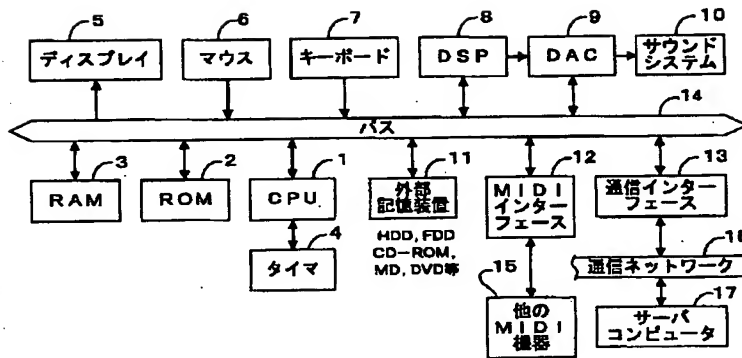 5
6
7
8
9
10
ディスプレイ
マウス
キーボード
DSP
DAC
サウンド
システム
14
バス
3
2
1
11
12
13
RAM
ROM
CPU
外部
記憶装置
MIDI
インター
フェース
通信インター
フェース
4
タイマ
HDD, FDD
CD-ROM,
MD, DVD等
15
他の
MIDI
機器
16
通信ネットワーク
17
サーバ
コンピュータ